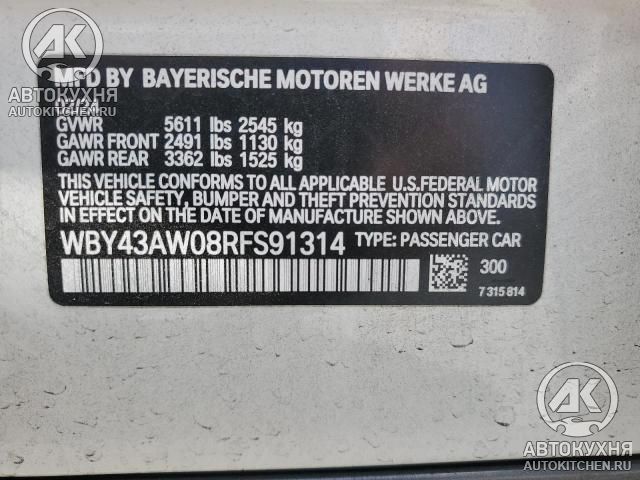 MFD BY BAYERISCHE MOTOREN WERKE AG
GVWR 5611 lbs 2545 kg
GAWR FRONT 2491 lbs 1130 kg
GAWR REAR 3362 lbs 1525 kg
THIS VEHICLE CONFORMS TO ALL APPLICABLE U.S.FEDERAL MOTOR
VEHICLE SAFETY, BUMPER AND THEFT PREVENTION STANDARDS
IN EFFECT ON THE DATE OF MANUFACTURE SHOWN ABOVE.
WBY43AW08RFS91314 TYPE: PASSENGER CAR
300
7 315 814
АК
АВТОКУХНЯ
AUTOKITCHEN.RU
АК
АВТОКУХНЯ
AUTOKITCHEN.RU